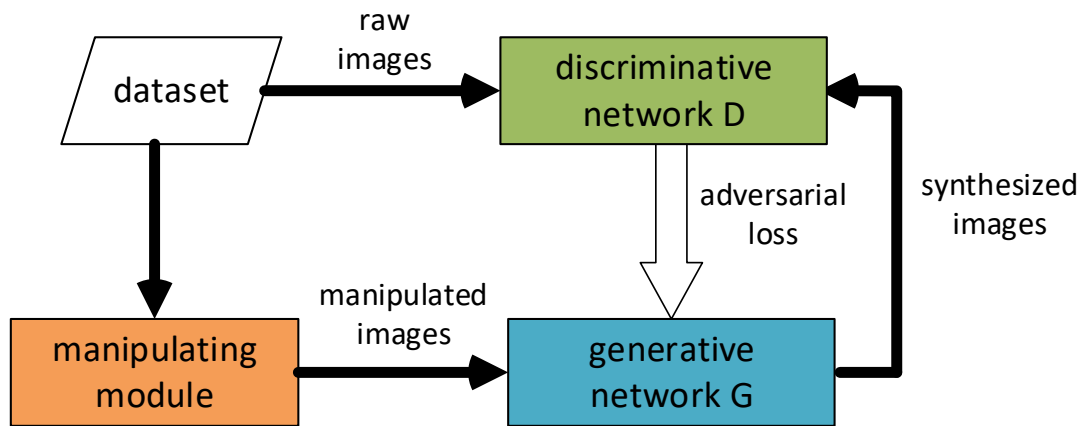 raw
images
dataset
discriminative
network D
adversarial
loss
synthesized
images
manipulated
images
manipulating
module
generative
network G